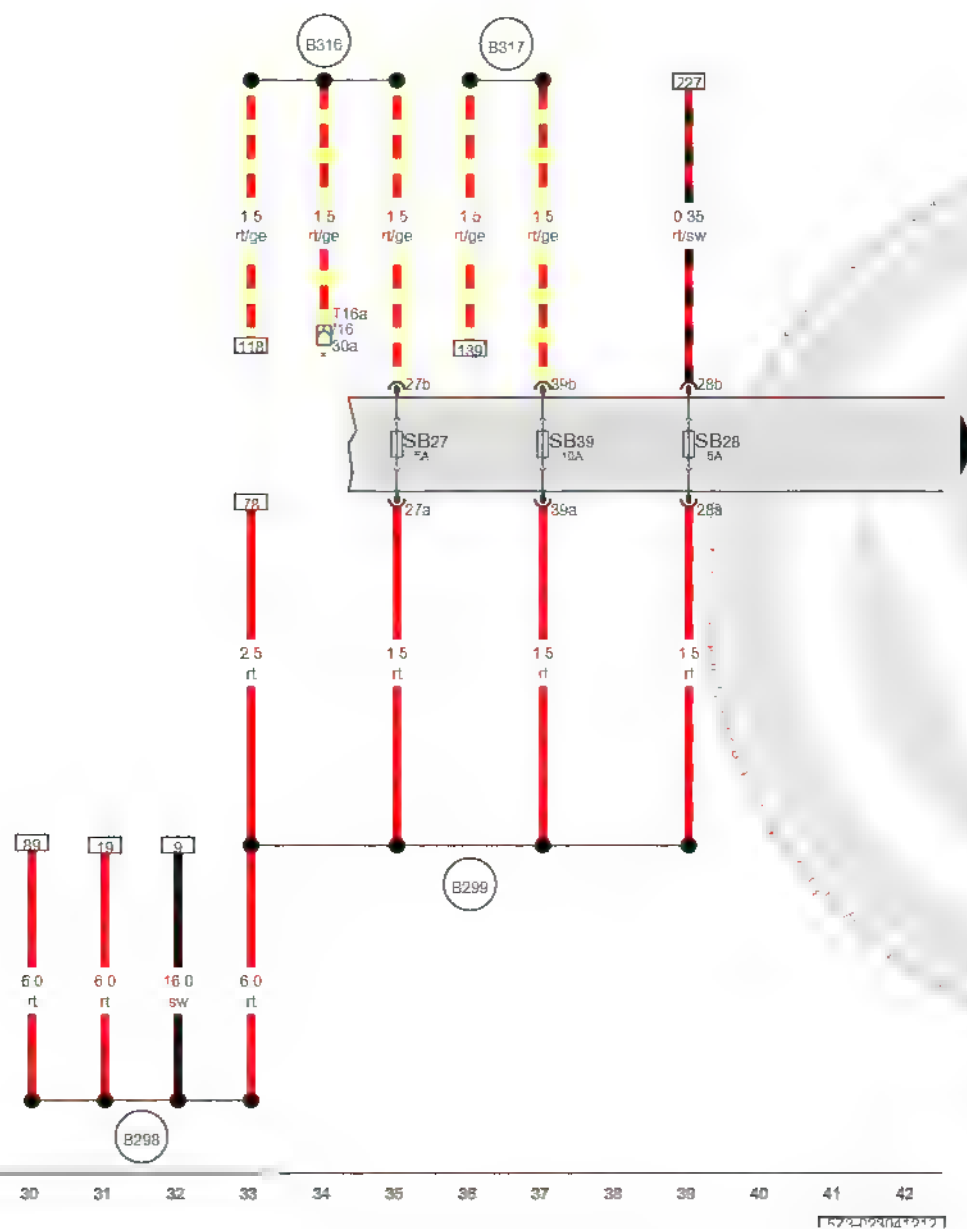 B316 B317
227
1 5 1 5 1 5 1 5 1 5 0 35
rt/ge rt/ge rt/ge rt/ge rt/ge rt/sw
T16a
/16
118 30a 139
27b 39b 28b
SB27 SB39 SB28
5A 10A 5A
78 27a 39a 28a
2 5 1 5 1 5 1 5
rt rt rt rt
89 19 9
B299
6 0 6 0 16 0 6 0
rt rt sw rt
B298
30 31 32 33 34 35 36 37 38 39 40 41 42